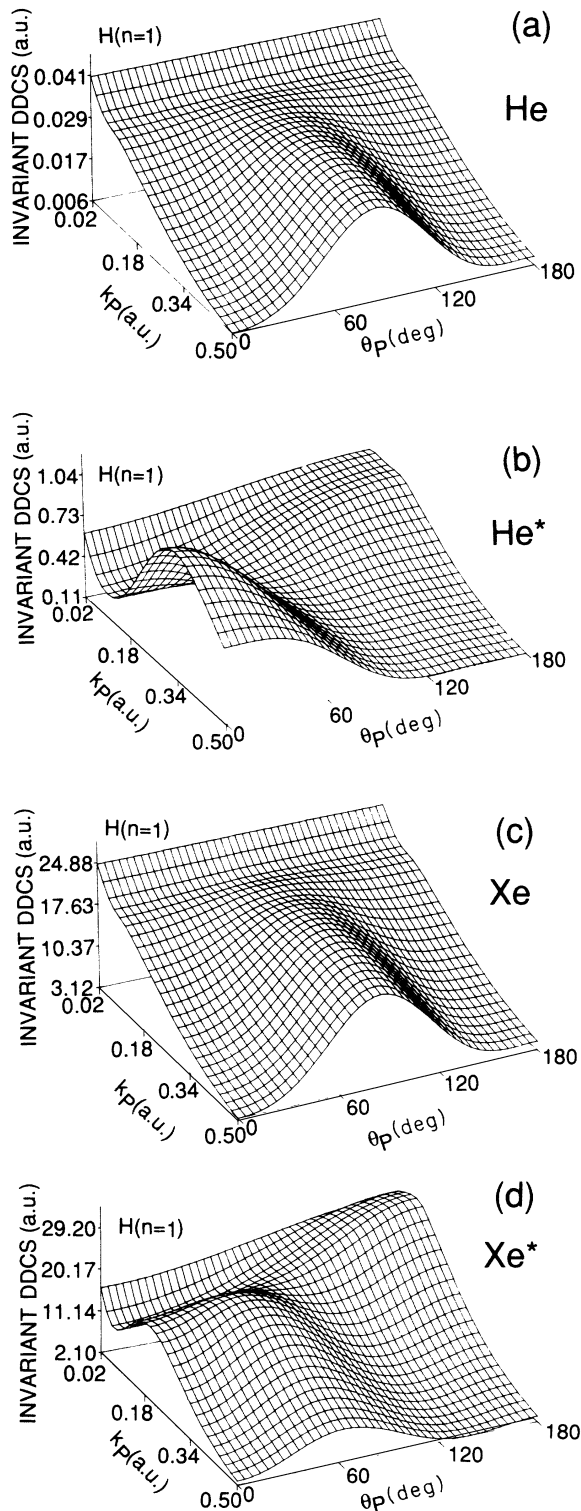 (a)
H(n=1)
He
INVARIANT DDCS (a.u.)
0.041
0.029
0.017
0.006
0.02
0.18
0.34
0.50
kP(a.u.)
0
60
120
180
θP(deg)
(b)
H(n=1)
He*
INVARIANT DDCS (a.u.)
1.04
0.73
0.42
0.11
0.02
0.18
0.34
0.50
kP(a.u.)
0
60
120
180
θP(deg)
(c)
H(n=1)
Xe
INVARIANT DDCS (a.u.)
24.88
17.63
10.37
3.12
0.02
0.18
0.34
0.50
kP(a.u.)
0
60
120
180
θP(deg)
(d)
H(n=1)
Xe*
INVARIANT DDCS (a.u.)
29.20
20.17
11.14
2.10
0.02
0.18
0.34
0.50
kP(a.u.)
0
60
120
180
θP(deg)